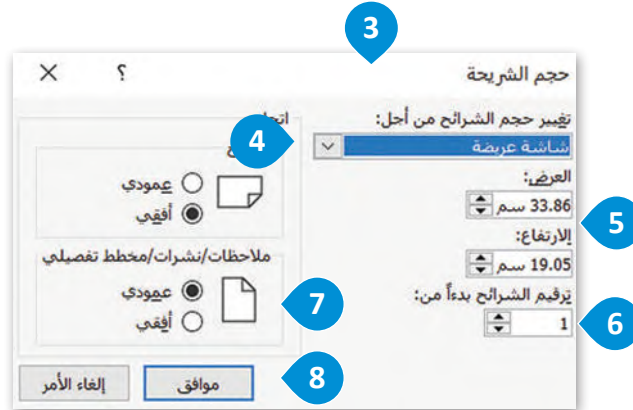 3
حجم الشريحة
؟
تغيير حجم الشرائح من أجل:
4
شاشة عريضة
العرض:
33.86 سم
5
الارتفاع:
19.05 سم
ترقيم الشرائح بدءاً من:
6
1
عمودي
أفقي
ملاحظات/نشرات/مخطط تفصيلي
عمودي
7
أفقي
8
موافق
إلغاء الأمر